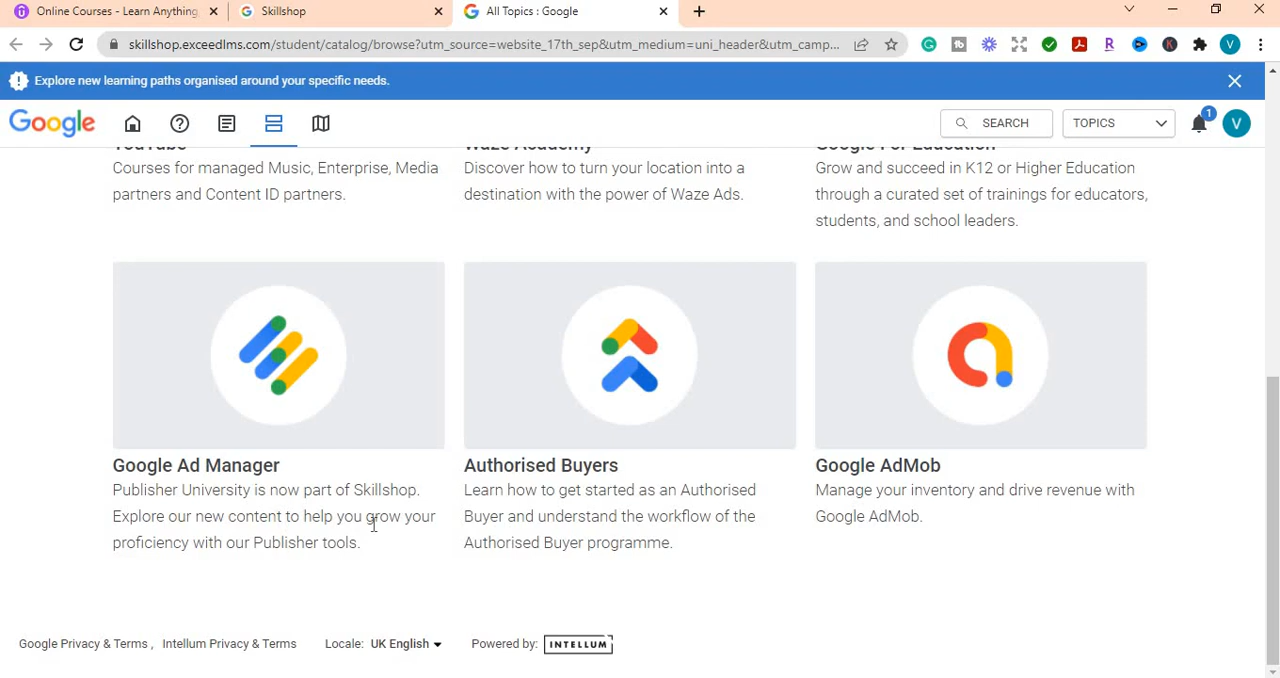 Online Courses - Learn Anything,
Skillshop
All Topics : Google
skillshop.exceedlms.com/student/catalog/browse?utm_source=website_17th_sep&utm_medium=uni_header&utm_camp...
Explore new learning paths organised around your specific needs.
Google
SEARCH
TOPICS
1
V
YouTube
Waze Academy
Google For Education
Courses for managed Music, Enterprise, Media
partners and Content ID partners.
Discover how to turn your location into a
destination with the power of Waze Ads.
Grow and succeed in K12 or Higher Education
through a curated set of trainings for educators,
students, and school leaders.
Google Ad Manager
Publisher University is now part of Skillshop.
Explore our new content to help you grow your
proficiency with our Publisher tools.
Authorised Buyers
Learn how to get started as an Authorised
Buyer and understand the workflow of the
Authorised Buyer programme.
Google AdMob
Manage your inventory and drive revenue with
Google AdMob.
Google Privacy & Terms ,
Intellum Privacy & Terms
Locale: UK English
Powered by: INTELLUM